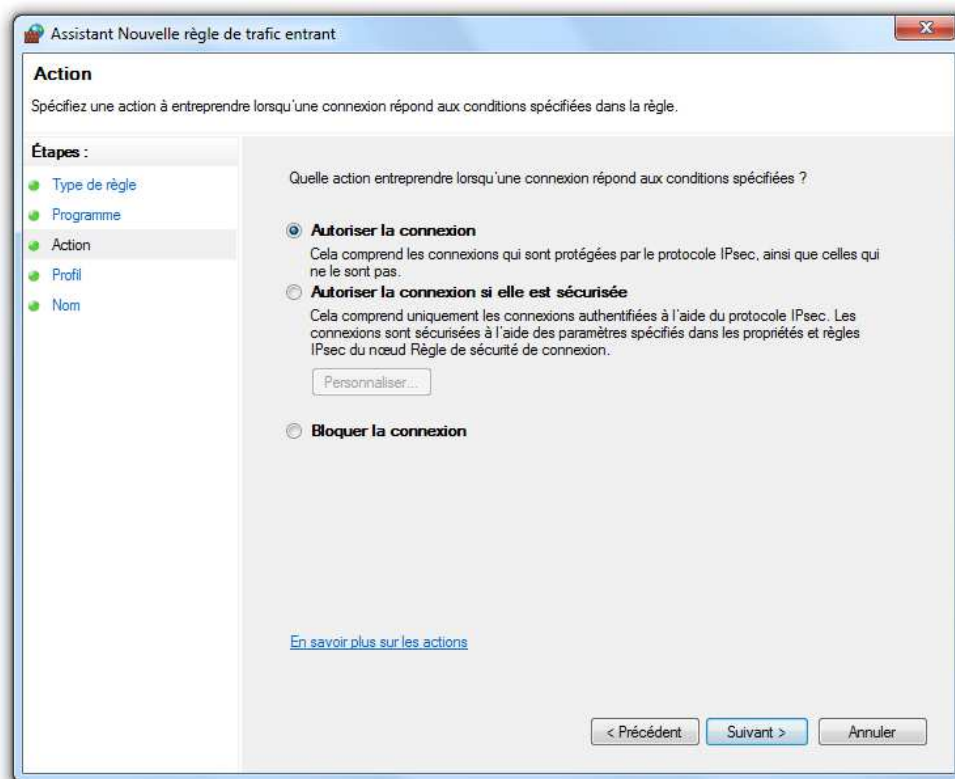 Assistant Nouvelle règle de trafic entrant
Action
Spécifiez une action à entreprendre lorsqu'une connexion répond aux conditions spécifiées dans la règle.
Étapes :
Type de règle
Programme
Action
Profil
Nom
Quelle action entreprendre lorsqu'une connexion répond aux conditions spécifiées ?
Autoriser la connexion
Cela comprend les connexions qui sont protégées par le protocole IPsec, ainsi que celles qui
ne le sont pas.
Autoriser la connexion si elle est sécurisée
Cela comprend uniquement les connexions authentifiées à l'aide du protocole IPsec. Les
connexions sont sécurisées à l'aide des paramètres spécifiés dans les propriétés et règles
IPsec du nœud Règle de sécurité de connexion.
Personnaliser...
Bloquer la connexion
En savoir plus sur les actions
< Précédent
Suivant >
Annuler